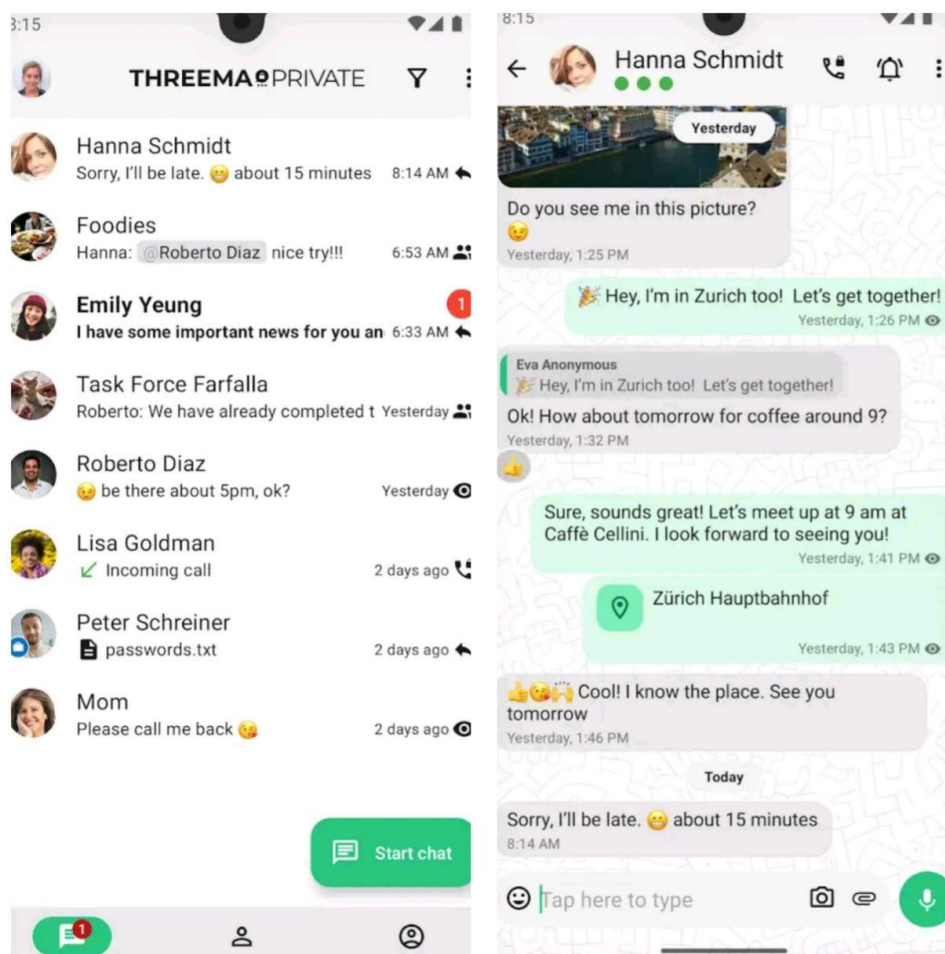 8:15
THREEMA PRIVATE
Hanna Schmidt
Sorry, I'll be late. 😬 about 15 minutes 8:14 AM
Foodies
Hanna: @Roberto Diaz nice try!!! 6:53 AM
Emily Yeung
1
I have some important news for you an 6:33 AM
Task Force Farfalla
Roberto: We have already completed t Yesterday
Roberto Diaz
😉 be there about 5pm, ok? Yesterday
Lisa Goldman
Incoming call 2 days ago
Peter Schreiner
passwords.txt 2 days ago
Mom
Please call me back 😘 2 days ago
Start chat
1
8:15
Hanna Schmidt
Yesterday
Do you see me in this picture?
😉
Yesterday, 1:25 PM
🎉 Hey, I'm in Zurich too! Let's get together!
Yesterday, 1:26 PM
Eva Anonymous
🎉 Hey, I'm in Zurich too! Let's get together!
Ok! How about tomorrow for coffee around 9?
Yesterday, 1:32 PM
👍
Sure, sounds great! Let's meet up at 9 am at
Caffè Cellini. I look forward to seeing you!
Yesterday, 1:41 PM
Zürich Hauptbahnhof
Yesterday, 1:43 PM
👍😘🙌 Cool! I know the place. See you
tomorrow
Yesterday, 1:46 PM
Today
Sorry, I'll be late. 😬 about 15 minutes
8:14 AM
Tap here to type